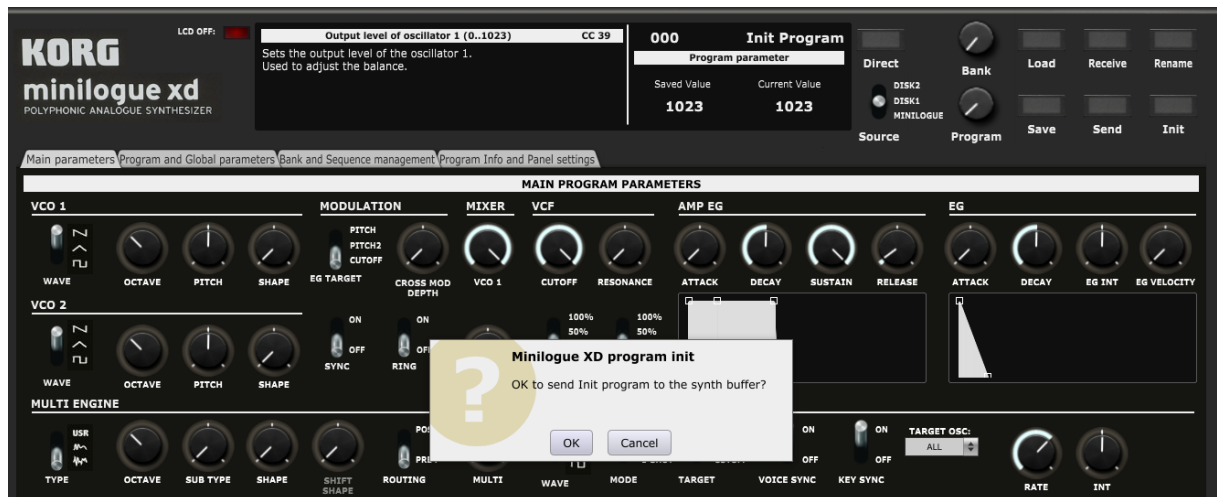 KORG
minilogue xd
POLYPHONIC ANALOGUE SYNTHESIZER
LCD OFF:
Output level of oscillator 1 (0..1023) CC 39
Sets the output level of the oscillator 1.
Used to adjust the balance.
000 Init Program
Program parameter
Saved Value Current Value
1023 1023
Direct
DISK2
DISK1
MINILOGUE
Source
Bank
Program
Load Receive Rename
Save Send Init
Main parameters Program and Global parameters Bank and Sequence management Program Info and Panel settings
MAIN PROGRAM PARAMETERS
VCO 1 MODULATION MIXER VCF AMP EG EG
PITCH
PITCH2
CUTOFF
WAVE OCTAVE PITCH SHAPE EG TARGET CROSS MOD DEPTH VCO 1 CUTOFF RESONANCE ATTACK DECAY SUSTAIN RELEASE ATTACK DECAY EG INT EG VELOCITY
VCO 2
ON ON 100% 100%
50% 50%
OFF
SYNC RING
WAVE OCTAVE PITCH SHAPE
Minilogue XD program init
OK to send Init program to the synth buffer?
OK Cancel
MULTI ENGINE
USR
ON ON TARGET OSC:
ALL
OFF OFF
TYPE OCTAVE SUB TYPE SHAPE SHIFT SHAPE ROUTING MULTI WAVE MODE TARGET VOICE SYNC KEY SYNC RATE INT